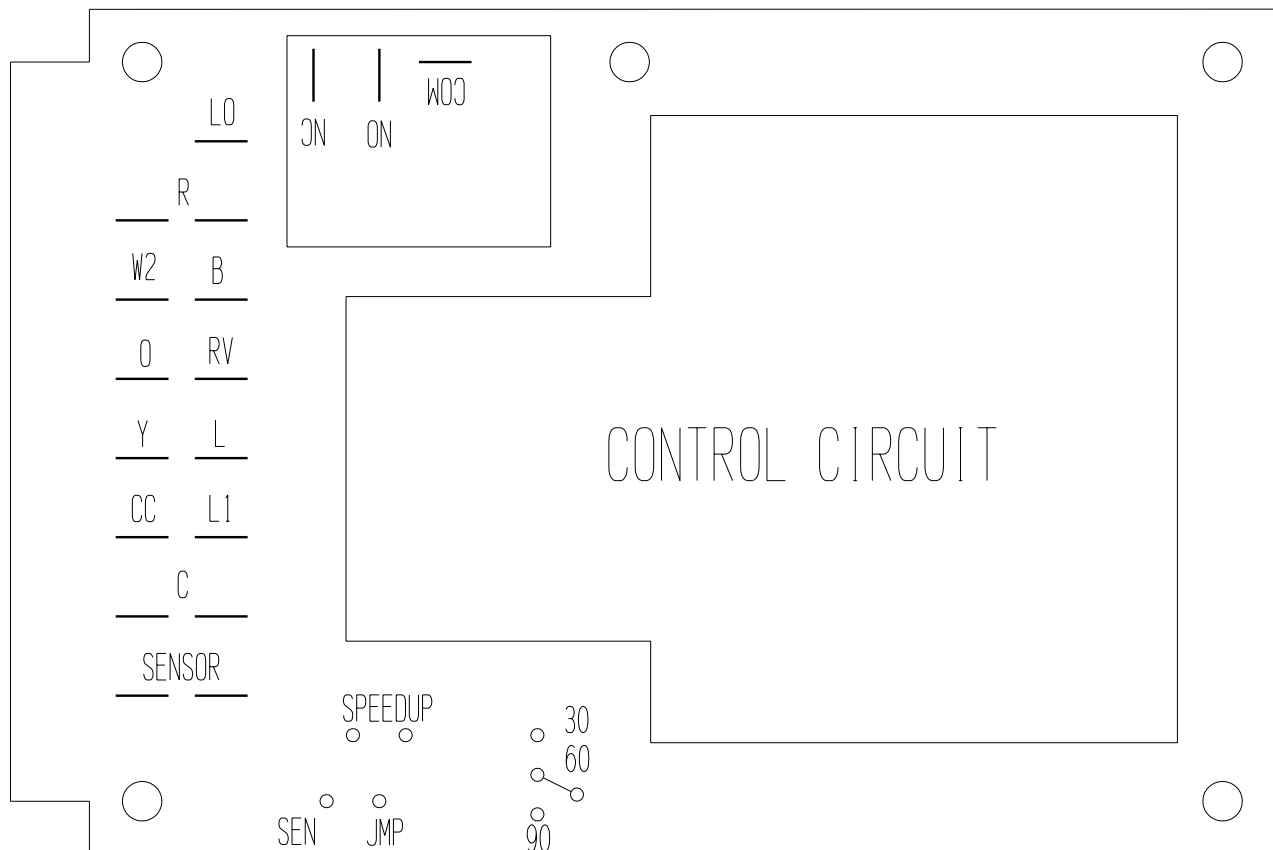 LO
NC NO COM
R
W2 B
O RV
Y L
CC L1
C
SENSOR
CONTROL CIRCUIT
SPEEDUP
30
60
90
SEN JMP